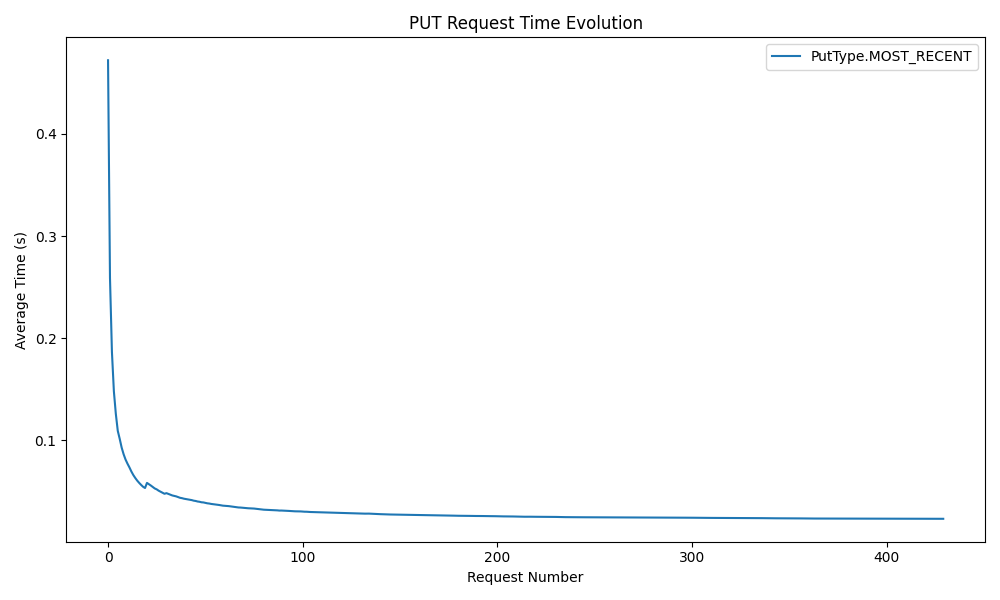 PUT Request Time Evolution
PutType.MOST_RECENT
Average Time (s)
0.4
0.3
0.2
0.1
0 100 200 300 400
Request Number